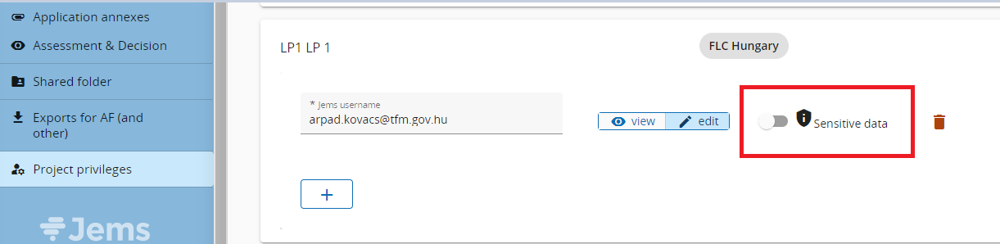 Application annexes
Assessment & Decision
Shared folder
Exports for AF (and
other)
Project privileges
Jems
LP1 LP 1
FLC Hungary
* Jems username
arpad.kovacs@tfm.gov.hu
view
edit
Sensitive data
+